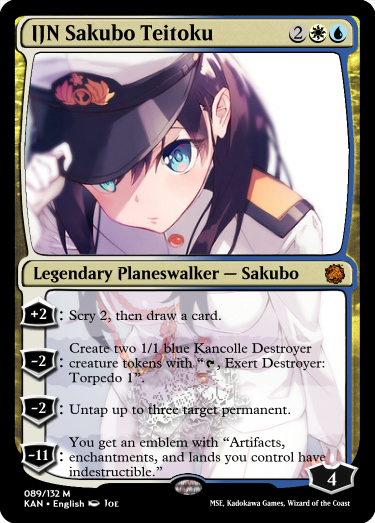 IJN Sakubo Teitoku 2
Legendary Planeswalker — Sakubo
+2: Scry 2, then draw a card.
-2: Create two 1/1 blue Kancolle Destroyer
creature tokens with “, Exert Destroyer:
Torpedo 1”.
-2: Untap up to three target permanent.
-11: You get an emblem with “Artifacts,
enchantments, and lands you control have
indestructible.”
4
089/132 M
KAN • English JOE
MSE, Kadokawa Games, Wizard of the Coast